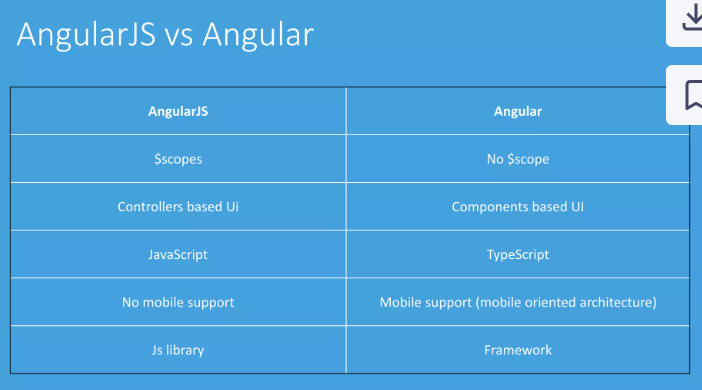 AngularJS vs Angular
AngularJS Angular
$scopes No $scope
Controllers based Ui Components based UI
JavaScript TypeScript
No mobile support Mobile support (mobile oriented architecture)
Js library Framework